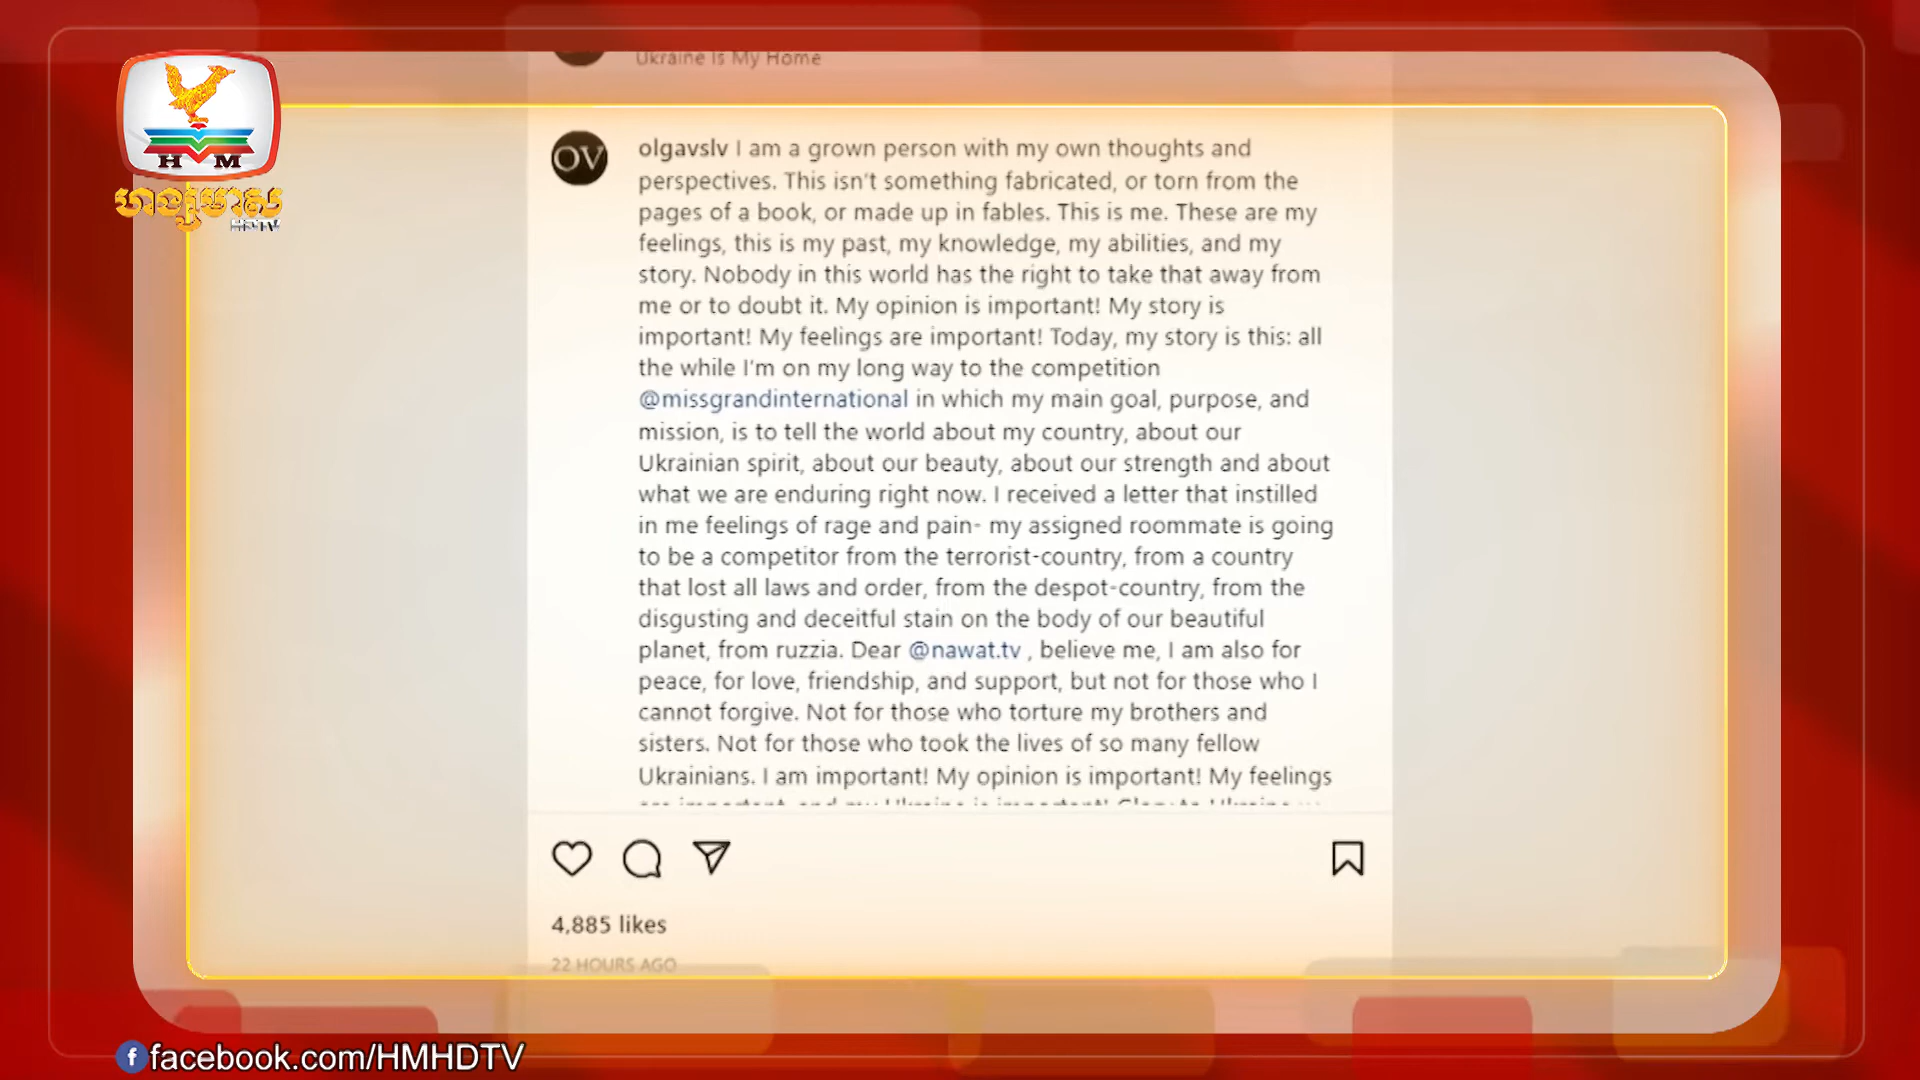 Ukraine Is My Home
H M
ហង្សមាស
HDTV
OV
olgavslv I am a grown person with my own thoughts and
perspectives. This isn't something fabricated, or torn from the
pages of a book, or made up in fables. This is me. These are my
feelings, this is my past, my knowledge, my abilities, and my
story. Nobody in this world has the right to take that away from
me or to doubt it. My opinion is important! My story is
important! My feelings are important! Today, my story is this: all
the while I'm on my long way to the competition
@missgrandinternational in which my main goal, purpose, and
mission, is to tell the world about my country, about our
Ukrainian spirit, about our beauty, about our strength and about
what we are enduring right now. I received a letter that instilled
in me feelings of rage and pain- my assigned roommate is going
to be a competitor from the terrorist-country, from a country
that lost all laws and order, from the despot-country, from the
disgusting and deceitful stain on the body of our beautiful
planet, from ruzzia. Dear @nawat.tv , believe me, I am also for
peace, for love, friendship, and support, but not for those who I
cannot forgive. Not for those who torture my brothers and
sisters. Not for those who took the lives of so many fellow
Ukrainians. I am important! My opinion is important! My feelings
4,885 likes
22 HOURS AGO
facebook.com/HMHDTV